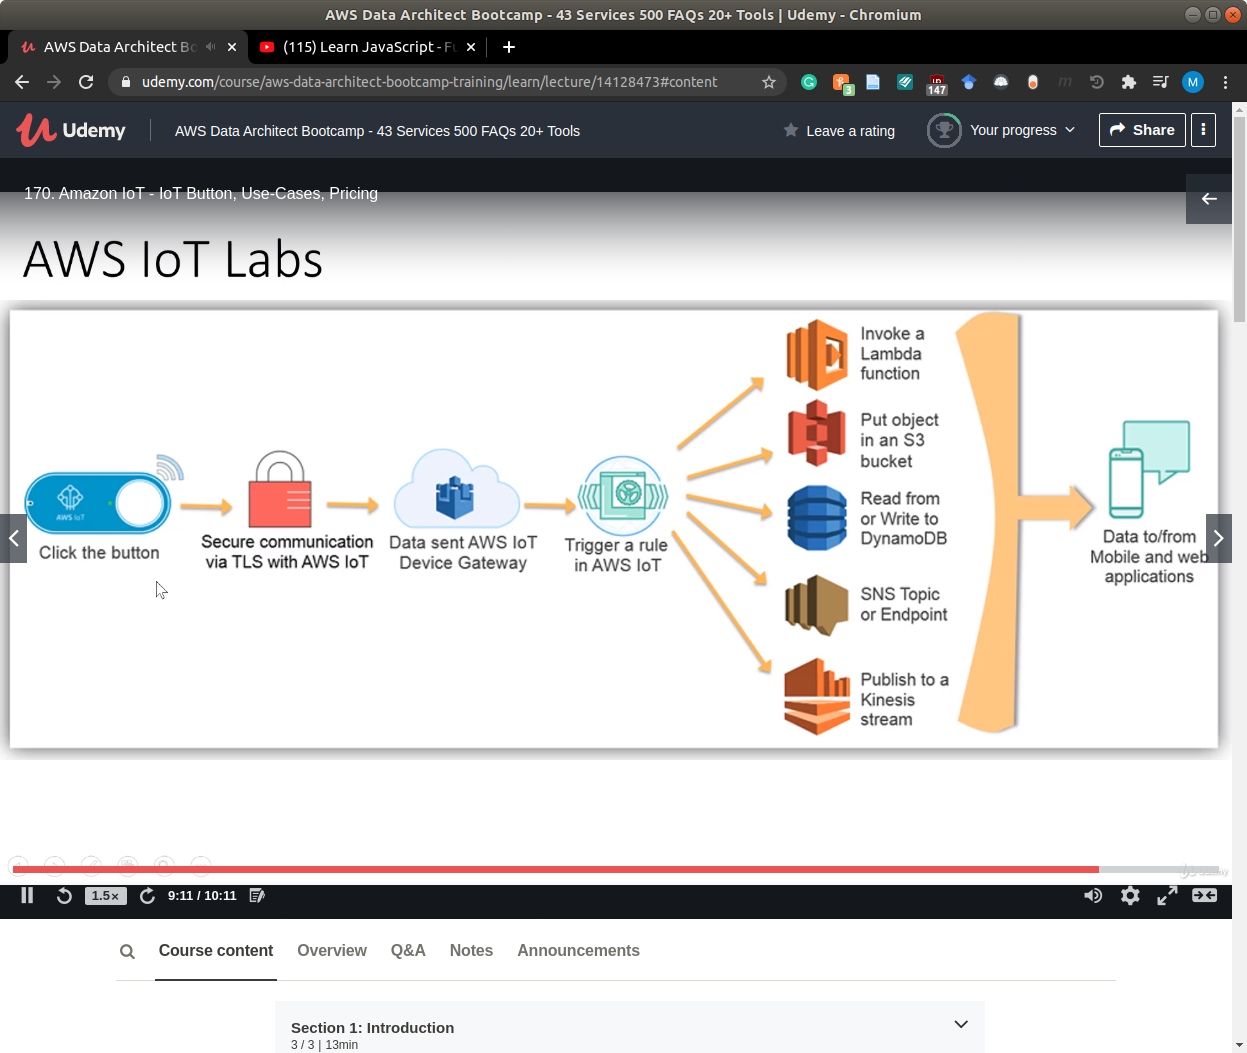 AWS Data Architect Bootcamp - 43 Services 500 FAQs 20+ Tools | Udemy - Chromium
AWS Data Architect Bo
(115) Learn JavaScript - Fu
udemy.com/course/aws-data-architect-bootcamp-training/learn/lecture/14128473#content
3
147
M
Udemy
AWS Data Architect Bootcamp - 43 Services 500 FAQs 20+ Tools
Leave a rating
Your progress
Share
170. Amazon IoT - IoT Button, Use-Cases, Pricing
AWS IoT Labs
AWS IoT
Click the button
Secure communication
via TLS with AWS IoT
Data sent AWS IoT
Device Gateway
Trigger a rule
in AWS IoT
Invoke a
Lambda
function
Put object
in an S3
bucket
Read from
or Write to
DynamoDB
SNS Topic
or Endpoint
Publish to a
Kinesis
stream
Data to/from
Mobile and web
applications
Udemy
1.5×
9:11 / 10:11
Course content
Overview
Q&A
Notes
Announcements
Section 1: Introduction
3 / 3 | 13min